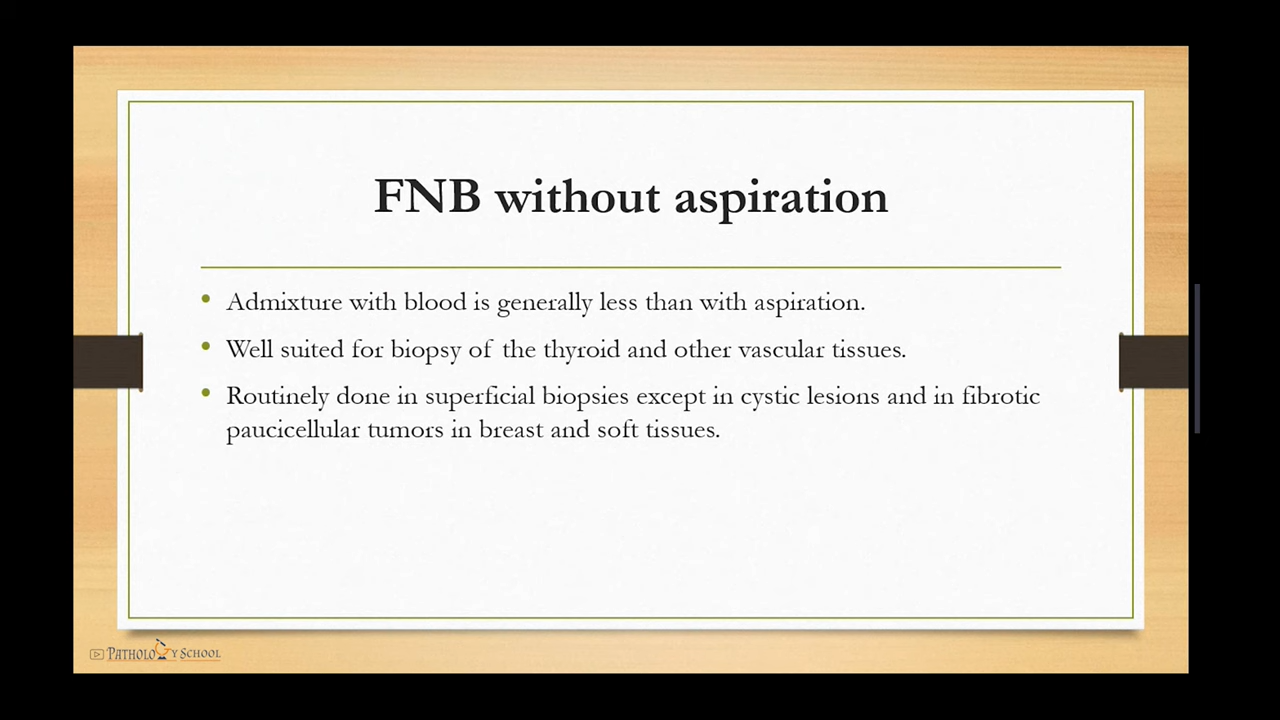 FNB without aspiration
• Admixture with blood is generally less than with aspiration.
• Well suited for biopsy of the thyroid and other vascular tissues.
• Routinely done in superficial biopsies except in cystic lesions and in fibrotic
paucicellular tumors in breast and soft tissues.
PATHOLOGY SCHOOL